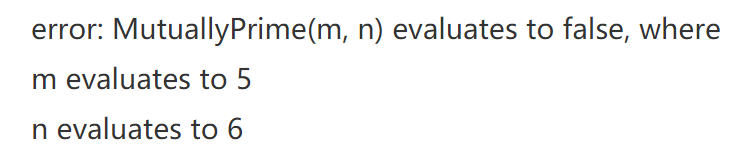 error: MutuallyPrime(m, n) evaluates to false, where
m evaluates to 5
n evaluates to 6